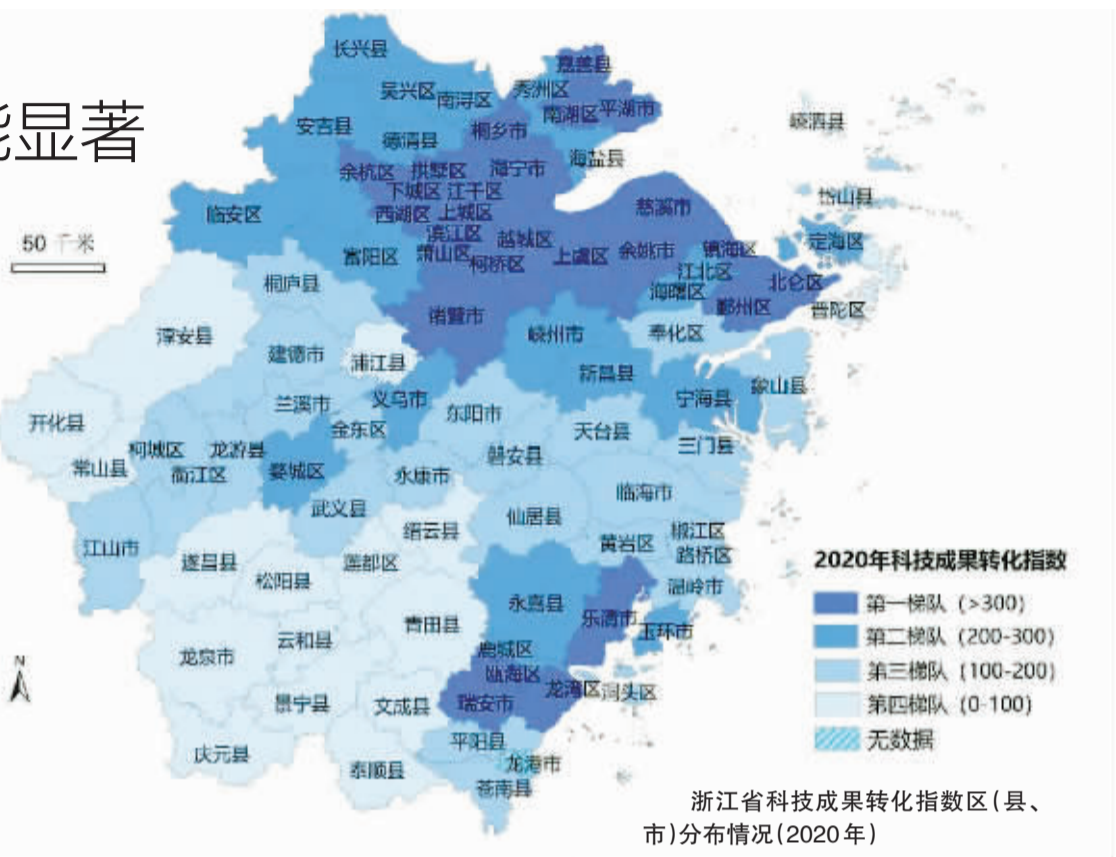 能显著
50 千米
长兴县
嘉善县
吴兴区
南浔区
秀洲区
南湖区
平湖市
安吉县
德清县
桐乡市
嵊泗县
海盐县
余杭区
拱墅区
海宁市
下城区
江干区
临安区
西湖区
上城区
慈溪市
岱山县
滨江区
越城区
富阳区
萧山区
柯桥区
上虞区
余姚市
镇海区
定海区
江北区
桐庐县
海曙区
北仑区
鄞州区
普陀区
诸暨市
淳安县
建德市
浦江县
嵊州市
奉化区
新昌县
兰溪市
义乌市
东阳市
宁海县
象山县
开化县
金东区
天台县
三门县
柯城区
龙游县
常山县
衢江区
婺城区
永康市
磐安县
武义县
临海市
江山市
缙云县
仙居县
椒江区
黄岩区
路桥区
遂昌县
松阳县
莲都区
温岭市
永嘉县
乐清市
玉环市
青田县
云和县
龙泉市
鹿城区
瓯海区
龙湾区
洞头区
景宁县
文成县
瑞安市
庆元县
泰顺县
平阳县
龙港市
苍南县
N
2020年科技成果转化指数
第一梯队（>300）
第二梯队（200-300）
第三梯队（100-200）
第四梯队（0-100）
无数据
浙江省科技成果转化指数区(县、
市)分布情况(2020年)